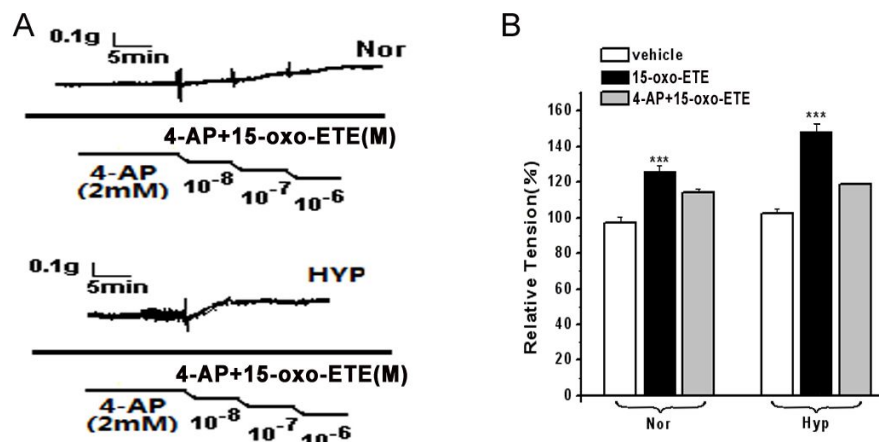 A
0.1g
5min
Nor
4-AP+15-oxo-ETE(M)
4-AP
(2mM)
10-8
10-7
10-6
0.1g
5min
HYP
4-AP+15-oxo-ETE(M)
4-AP
(2mM)
10-8
10-7
10-6
B
vehicle
15-oxo-ETE
4-AP+15-oxo-ETE
Relative Tension(%)
160
140
120
100
80
60
40
20
0
***
***
Nor
Hyp